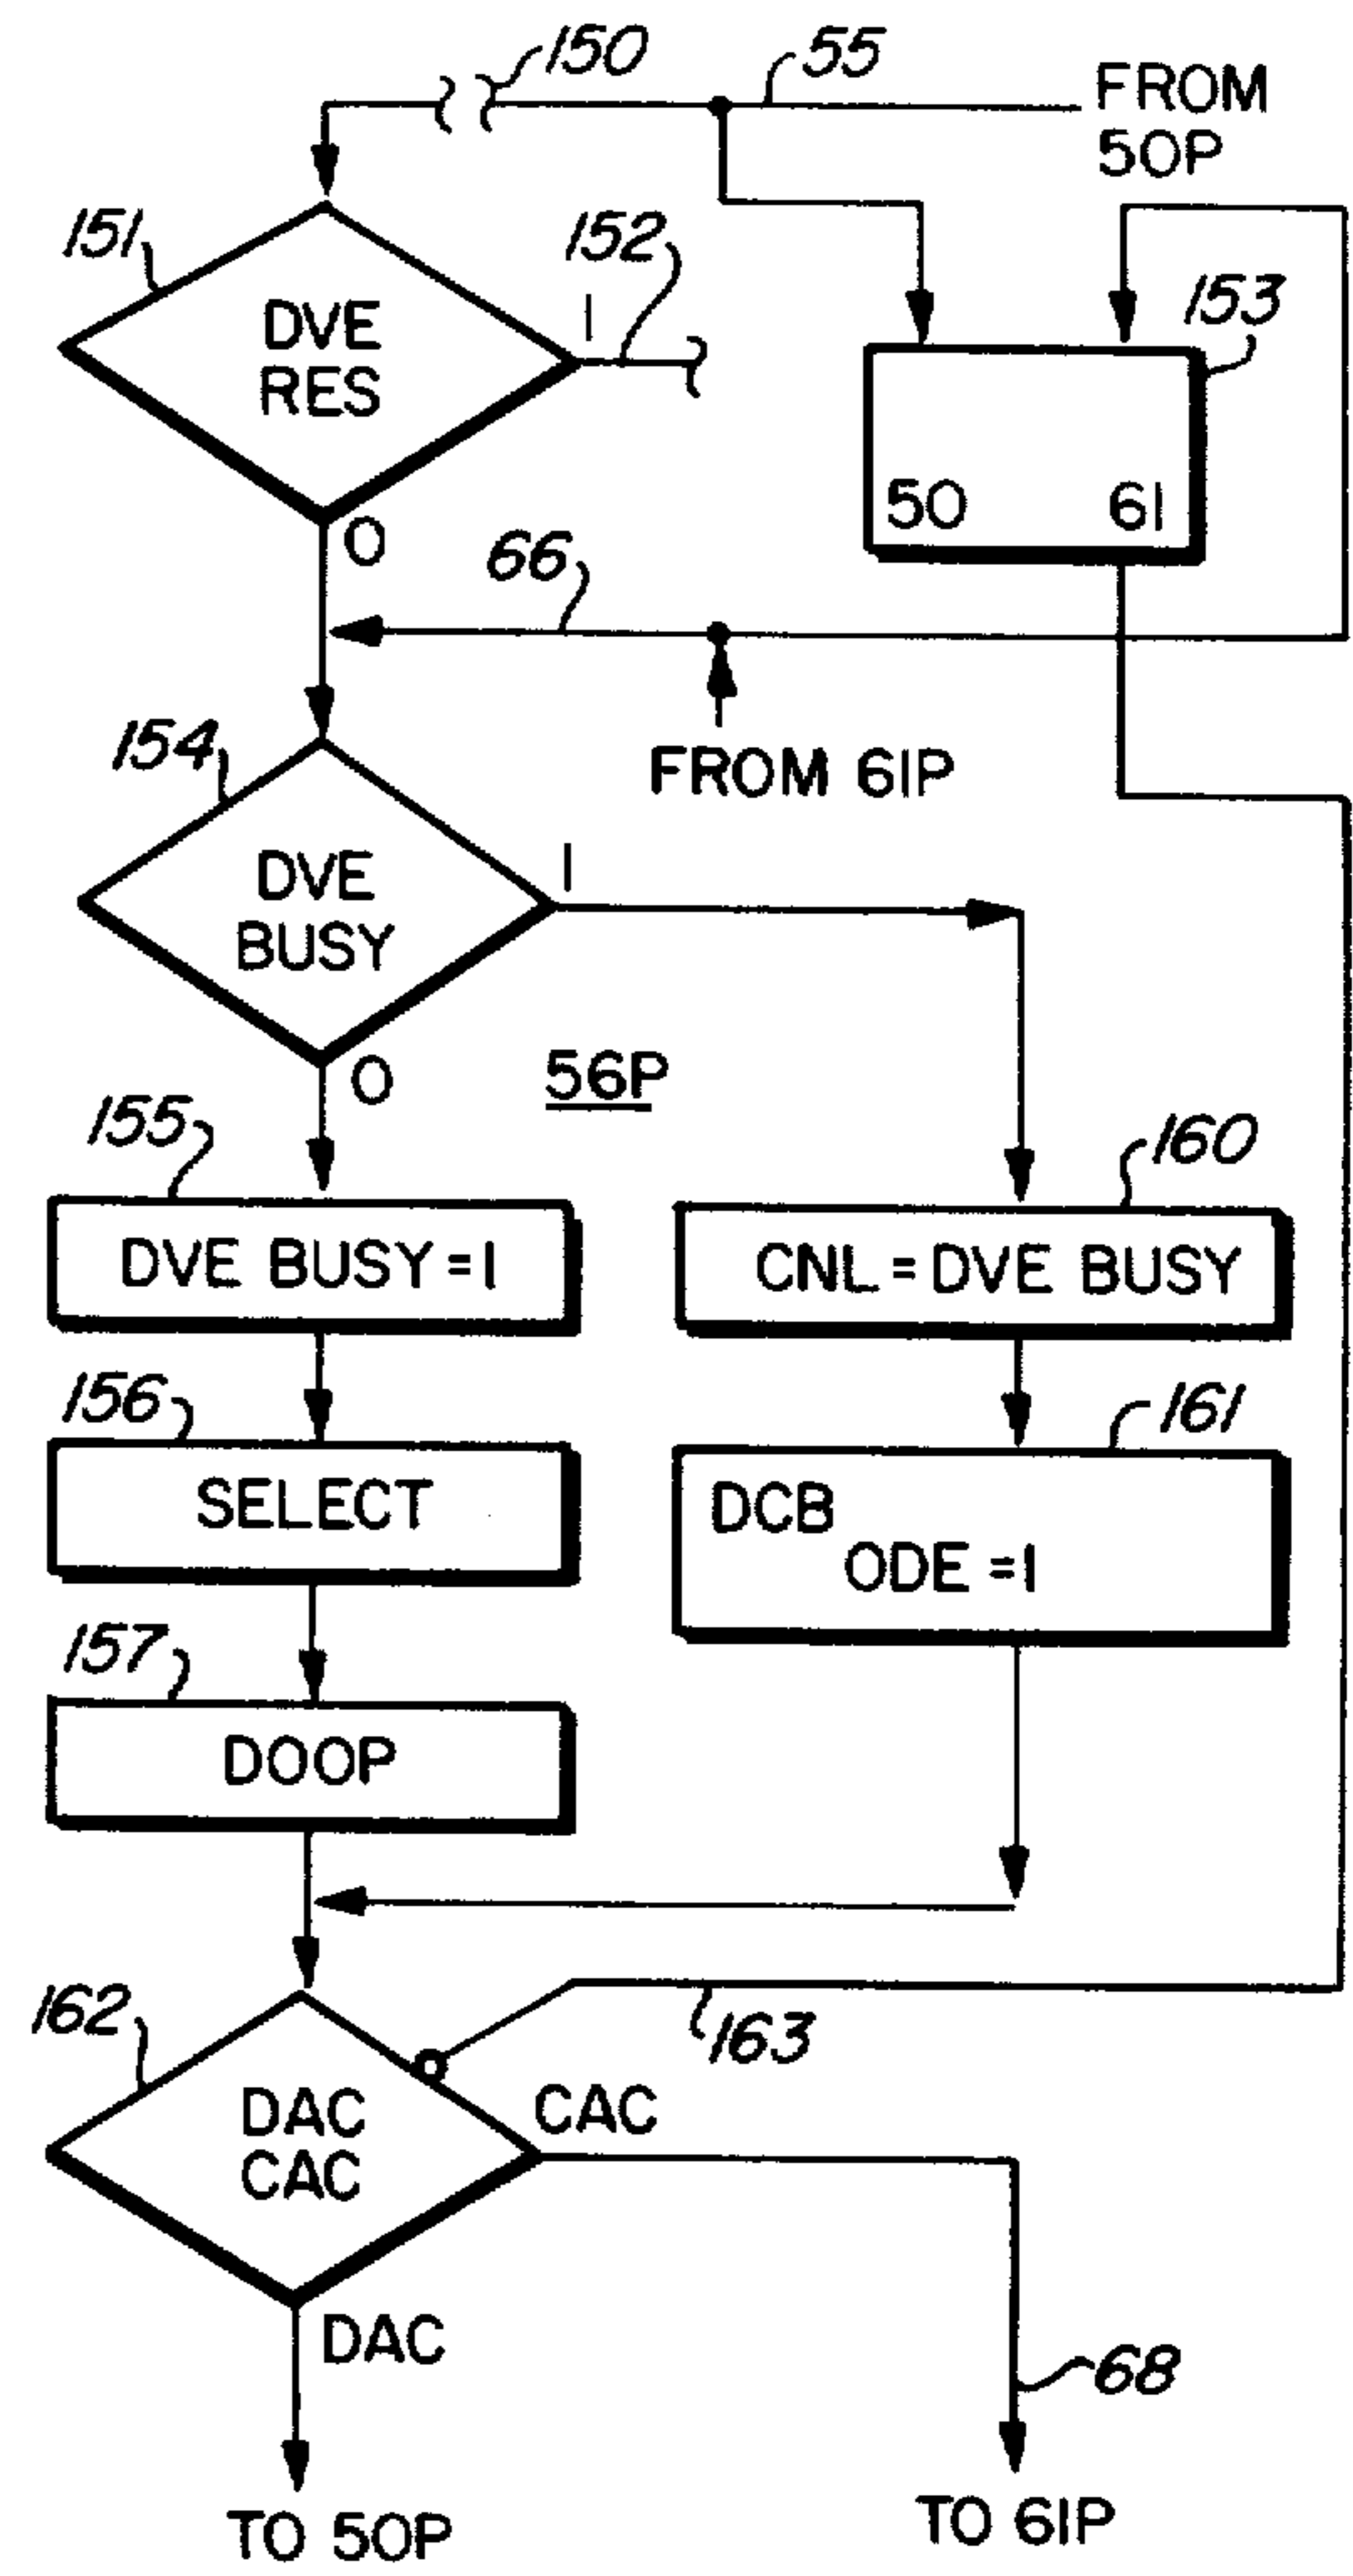 150
55
FROM
50P
151
152
153
DVE
RES
1
0
50 61
66
FROM 61P
154
DVE
BUSY
1
0
56P
155
160
DVE BUSY = 1
CNL = DVE BUSY
156
161
SELECT
DCB
ODE = 1
157
DOOP
162
163
DAC
CAC
CAC
DAC
68
TO 50P
TO 61P